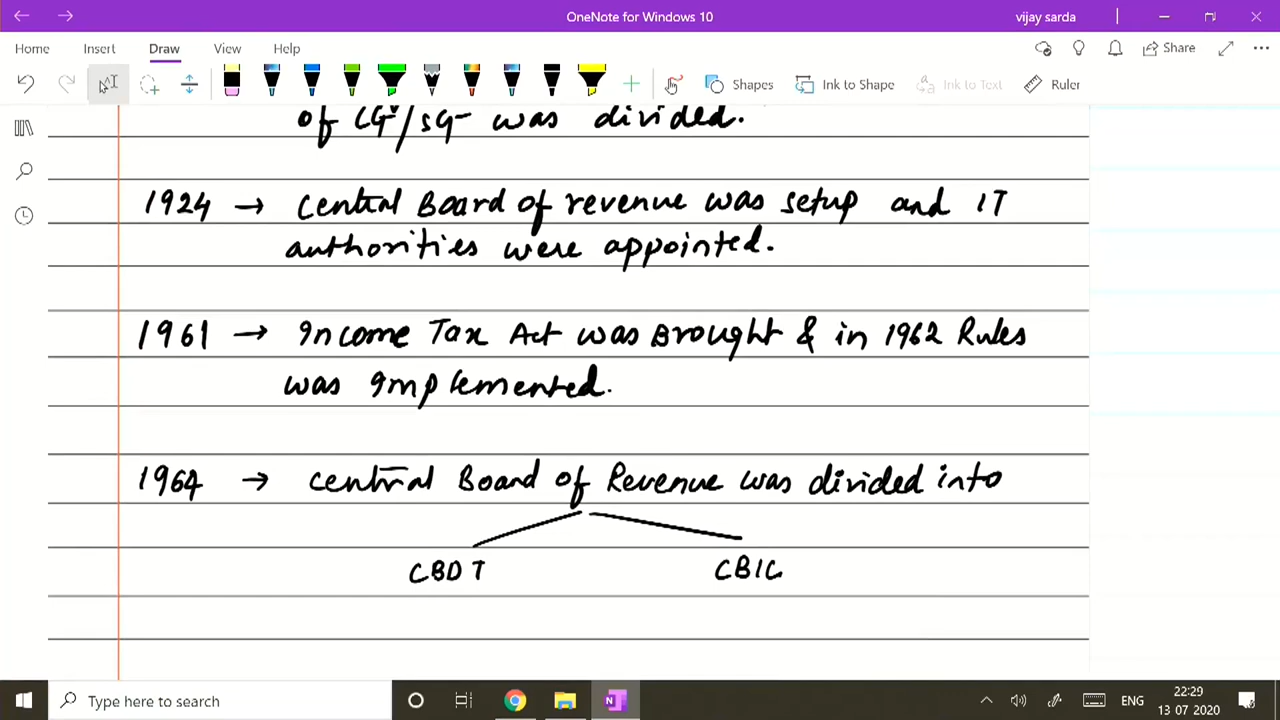 OneNote for Windows 10
vijay sarda
Home Insert Draw View Help
Share
Shapes Ink to Shape Ink to Text Ruler
of CG/SG was divided.
1924 → Central Board of revenue was setup and IT
authorities were appointed.
1961 → Income Tax Act was Brought & in 1962 Rules
was Implemented.
1964 → Central Board of Revenue was divided into
CBDT CBIC
Type here to search
ENG
22:29
13-07-2020